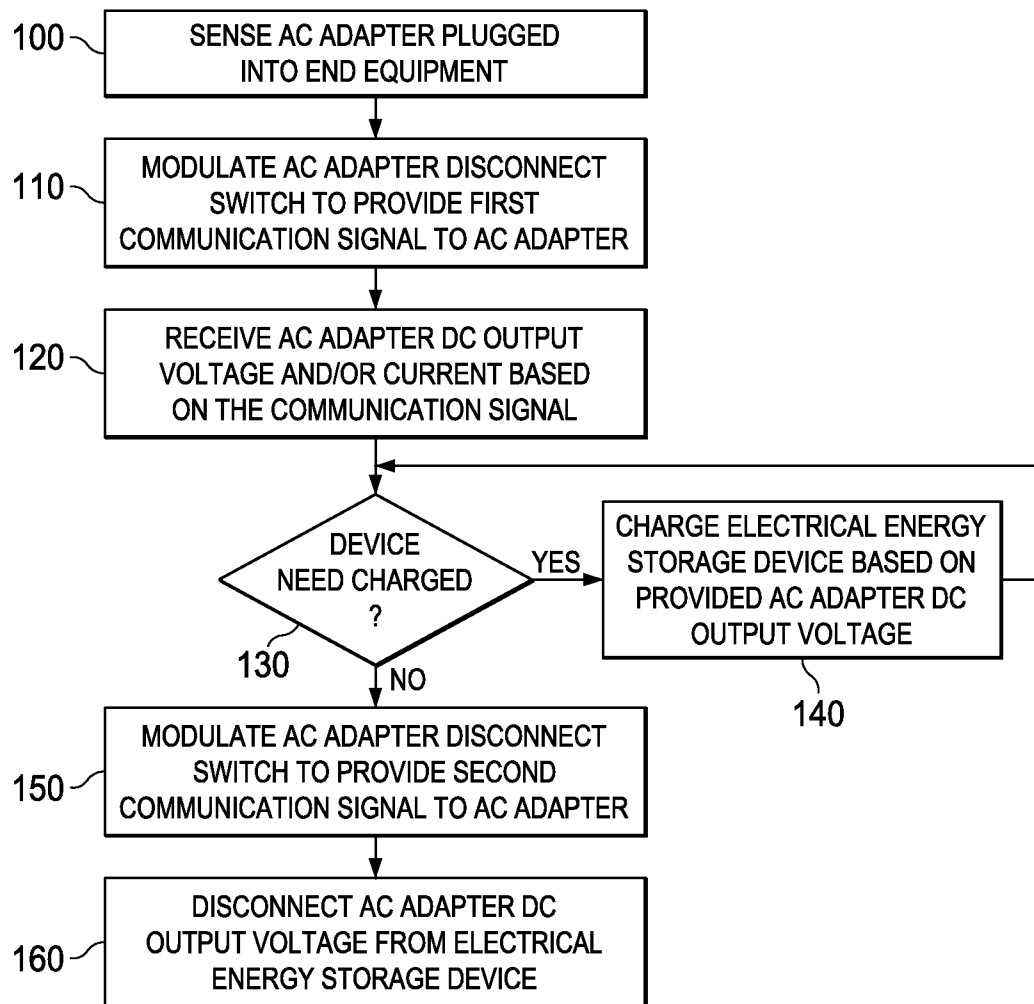 100
SENSE AC ADAPTER PLUGGED
INTO END EQUIPMENT
110
MODULATE AC ADAPTER DISCONNECT
SWITCH TO PROVIDE FIRST
COMMUNICATION SIGNAL TO AC ADAPTER
120
RECEIVE AC ADAPTER DC OUTPUT
VOLTAGE AND/OR CURRENT BASED
ON THE COMMUNICATION SIGNAL
DEVICE
NEED CHARGED
?
130
YES
CHARGE ELECTRICAL ENERGY
STORAGE DEVICE BASED ON
PROVIDED AC ADAPTER DC
OUTPUT VOLTAGE
140
NO
150
MODULATE AC ADAPTER DISCONNECT
SWITCH TO PROVIDE SECOND
COMMUNICATION SIGNAL TO AC ADAPTER
160
DISCONNECT AC ADAPTER DC
OUTPUT VOLTAGE FROM ELECTRICAL
ENERGY STORAGE DEVICE